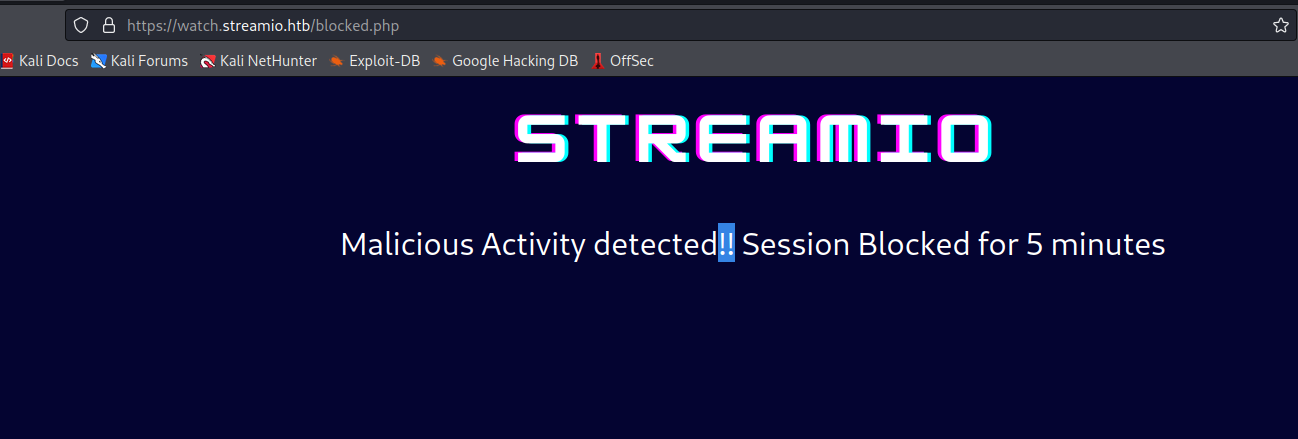 https://watch.streamio.htb/blocked.php
Kali Docs Kali Forums Kali NetHunter Exploit-DB Google Hacking DB OffSec
STREAMIO
Malicious Activity detected!! Session Blocked for 5 minutes